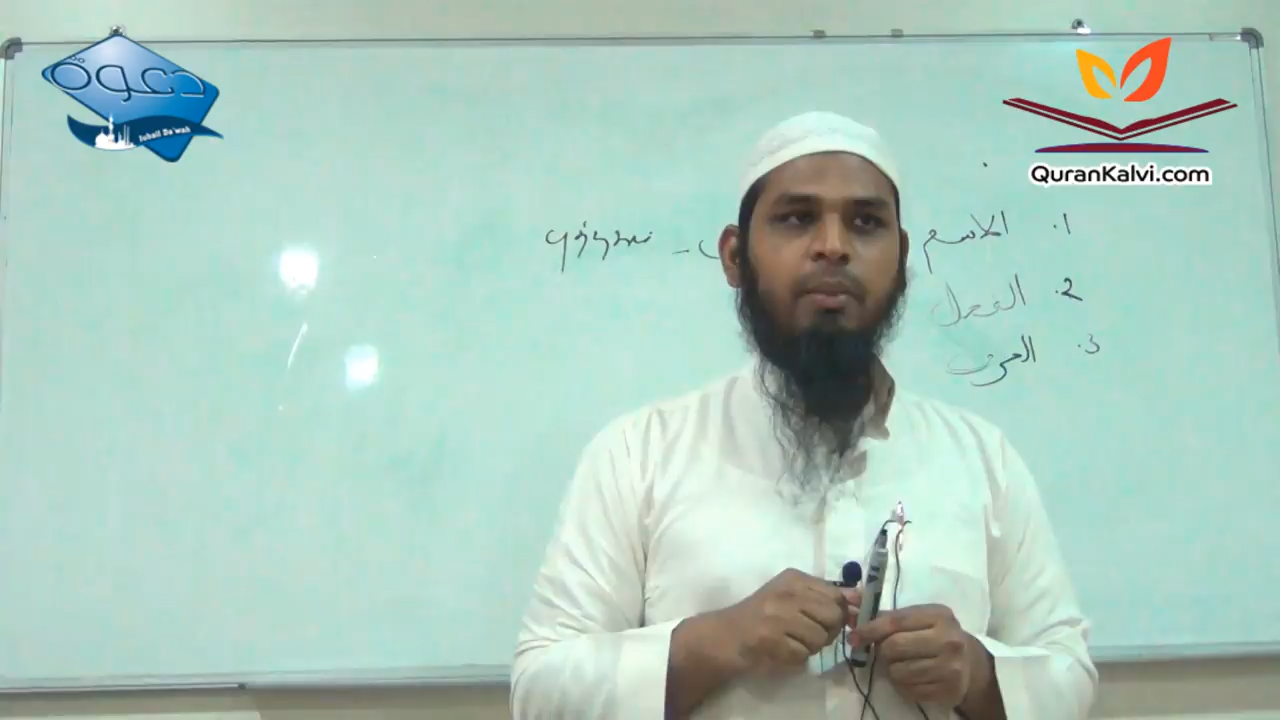 دعوة
Jubail Da'wah
QuranKalvi.com
1. الاسم
2. الفعل
3. الحرف